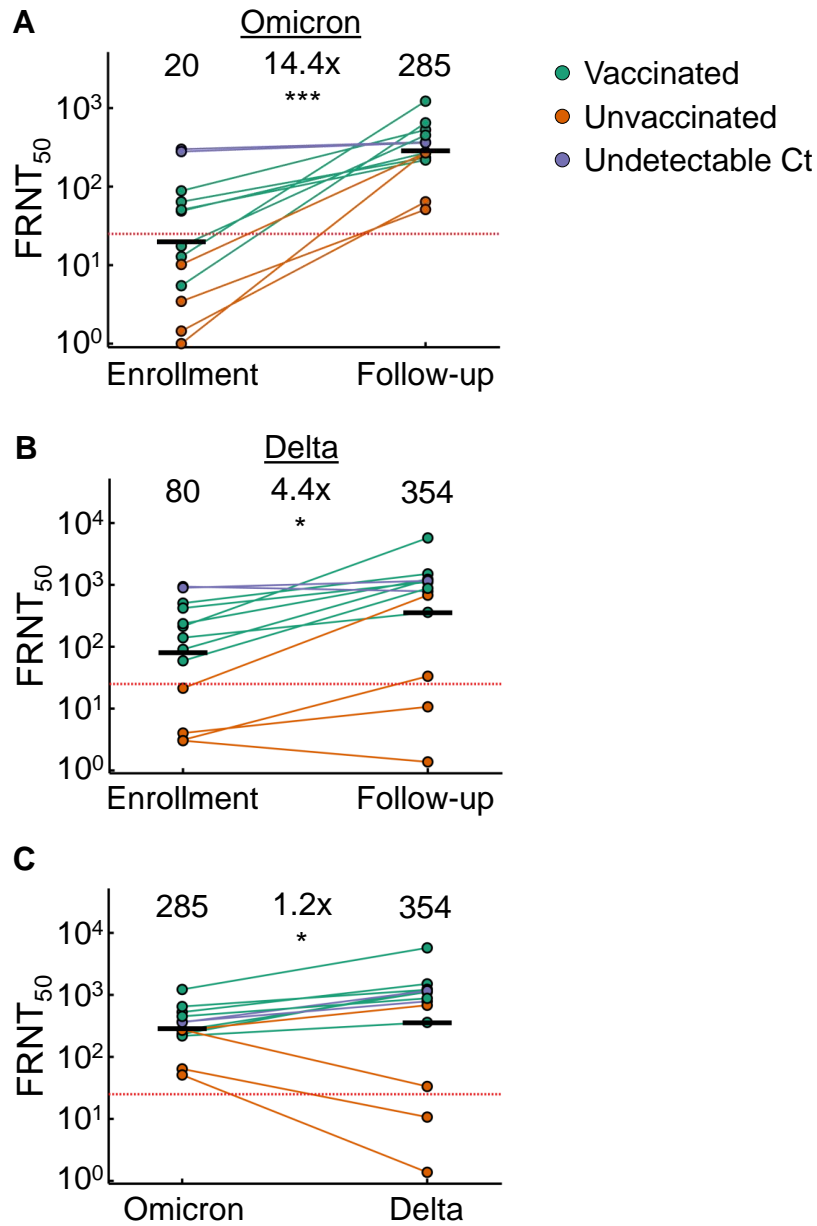 A
Omicron
20 14.4x 285
***
Vaccinated
Unvaccinated
Undetectable Ct
FRNT₅₀
10³
10²
10¹
10⁰
Enrollment Follow-up
B
Delta
80 4.4x 354
*
FRNT₅₀
10⁴
10³
10²
10¹
10⁰
Enrollment Follow-up
C
285 1.2x 354
*
FRNT₅₀
10⁴
10³
10²
10¹
10⁰
Omicron Delta